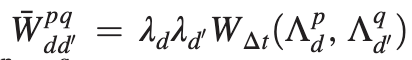 W̄^{pq}_{dd′} = λ_d λ_{d′} W_{Δt}(Λ^p_d, Λ^q_{d′})